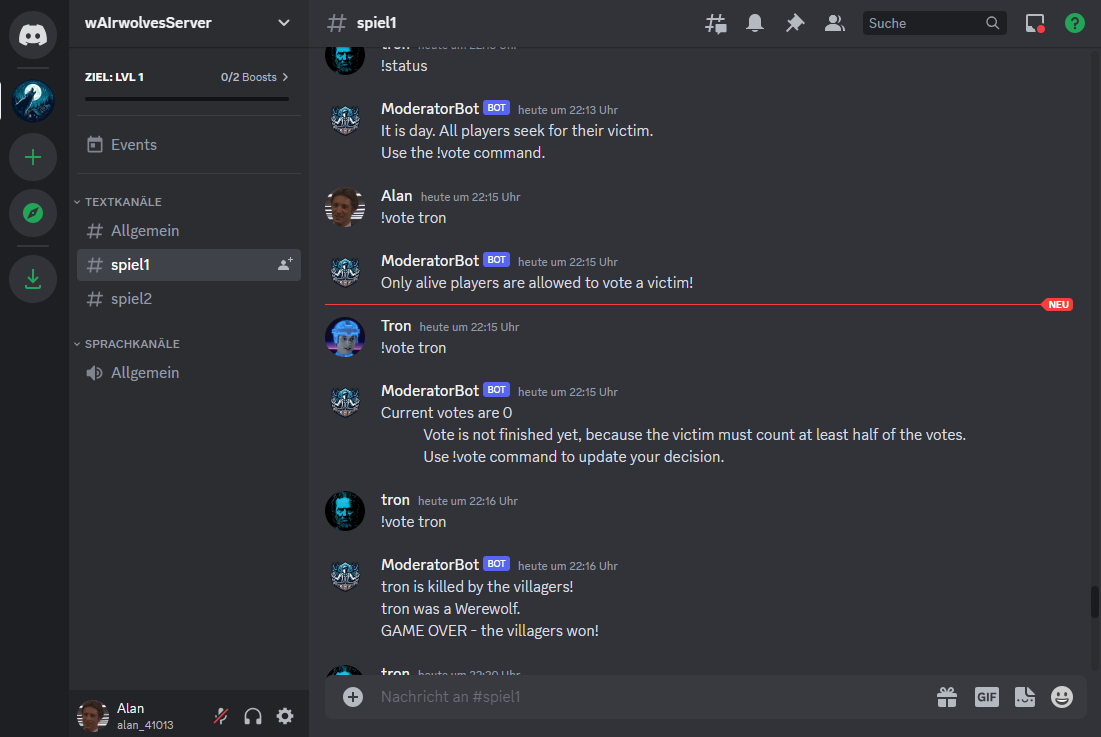 wAIrwolvesServer
ZIEL: LVL 1
0/2 Boosts
Events
TEXTKANÄLE
Allgemein
spiel1
spiel2
SPRACHKANÄLE
Allgemein
Alan
alan_41013
spiel1
Suche
tron
!status
ModeratorBot BOT heute um 22:13 Uhr
It is day. All players seek for their victim.
Use the !vote command.
Alan heute um 22:15 Uhr
!vote tron
ModeratorBot BOT heute um 22:15 Uhr
Only alive players are allowed to vote a victim!
NEU
Tron heute um 22:15 Uhr
!vote tron
ModeratorBot BOT heute um 22:15 Uhr
Current votes are 0
Vote is not finished yet, because the victim must count at least half of the votes.
Use !vote command to update your decision.
tron heute um 22:16 Uhr
!vote tron
ModeratorBot BOT heute um 22:16 Uhr
tron is killed by the villagers!
tron was a Werewolf.
GAME OVER - the villagers won!
tron heute um 22:20 Uhr
Nachricht an #spiel1
GIF